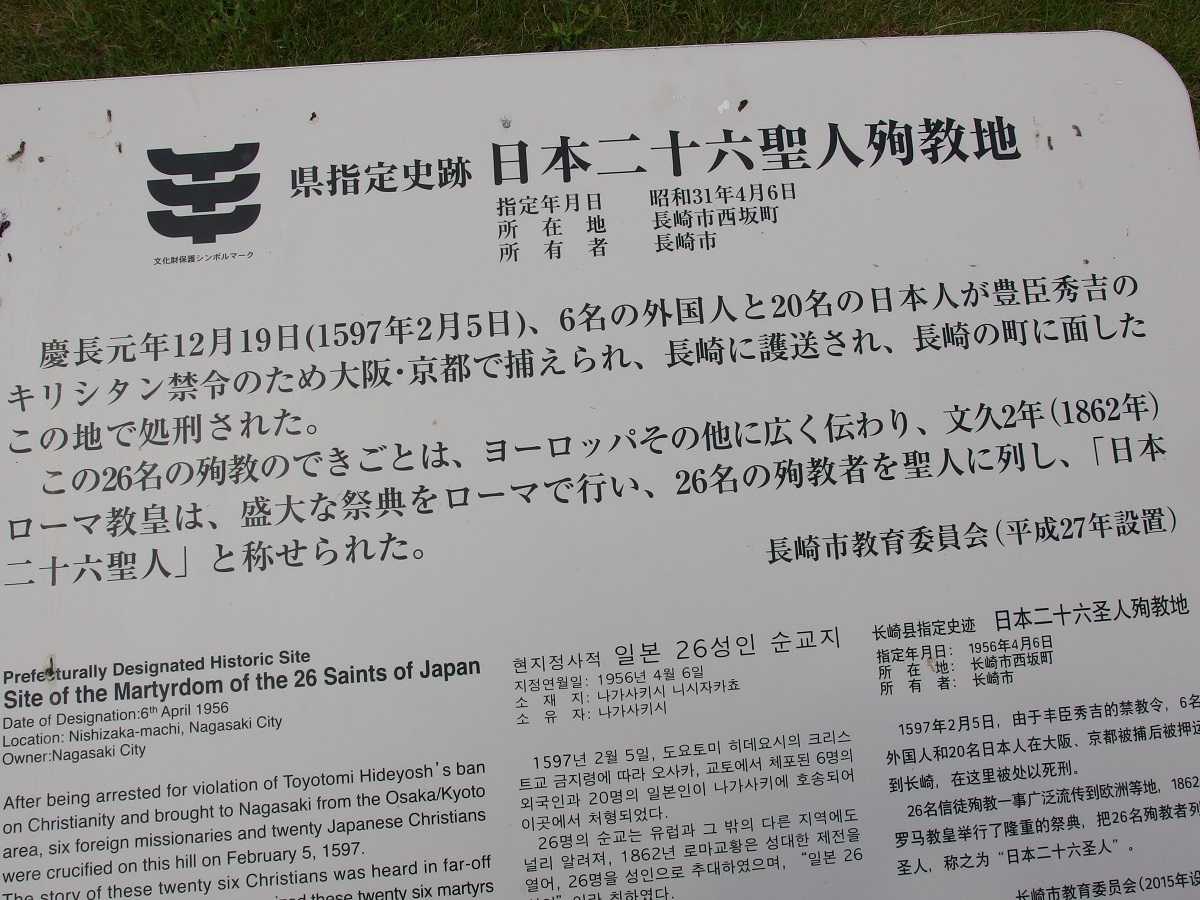 県指定史跡 日本二十六聖人殉教地
指定年月日 昭和31年4月6日
所在地 長崎市西坂町
所有者 長崎市
文化財保護シンボルマーク
慶長元年12月19日(1597年2月5日)、6名の外国人と20名の日本人が豊臣秀吉の
キリシタン禁令のため大阪・京都で捕えられ、長崎に護送され、長崎の町に面した
この地で処刑された。
この26名の殉教のできごとは、ヨーロッパその他に広く伝わり、文久2年(1862年)
ローマ教皇は、盛大な祭典をローマで行い、26名の殉教者を聖人に列し、「日本
二十六聖人」と称せられた。
長崎市教育委員会(平成27年設置)
Prefecturally Designated Historic Site
Site of the Martyrdom of the 26 Saints of Japan
Date of Designation:6th April 1956
Location: Nishizaka-machi, Nagasaki City
Owner:Nagasaki City
After being arrested for violation of Toyotomi Hideyosh's ban
on Christianity and brought to Nagasaki from the Osaka/Kyoto
area, six foreign missionaries and twenty Japanese Christians
were crucified on this hill on February 5, 1597.
The story of these twenty six Christians was heard in far-off
these twenty six martyrs
현지정사적 일본 26성인 순교지
지정연월일: 1956년 4월 6일
소재지: 나가사키시 니시자카쵸
소유자: 나가사키시
1597년 2월 5일, 도요토미 히데요시의 크리스
트교 금지령에 따라 오사카, 교토에서 체포된 6명의
외국인과 20명의 일본인이 나가사키에 호송되어
이곳에서 처형되었다.
26명의 순교는 유럽과 그 밖의 다른 지역에도
널리 알려져, 1862년 로마교황은 성대한 제전을
열어, 26명을 성인으로 추대하였으며, "일본 26
长崎县指定史迹 日本二十六圣人殉教地
指定年月日: 1956年4月6日
所在地: 长崎市西坂町
所有者: 长崎市
1597年2月5日，由于丰臣秀吉的禁教令，6名
外国人和20名日本人在大阪、京都被捕后被押运
到长崎，在这里被处以死刑。
26名信徒殉教一事广泛流传到欧洲等地，1862
罗马教皇举行了隆重的祭典，把26名殉教者列
圣人，称之为"日本二十六圣人"。
长崎市教育委员会(2015年设